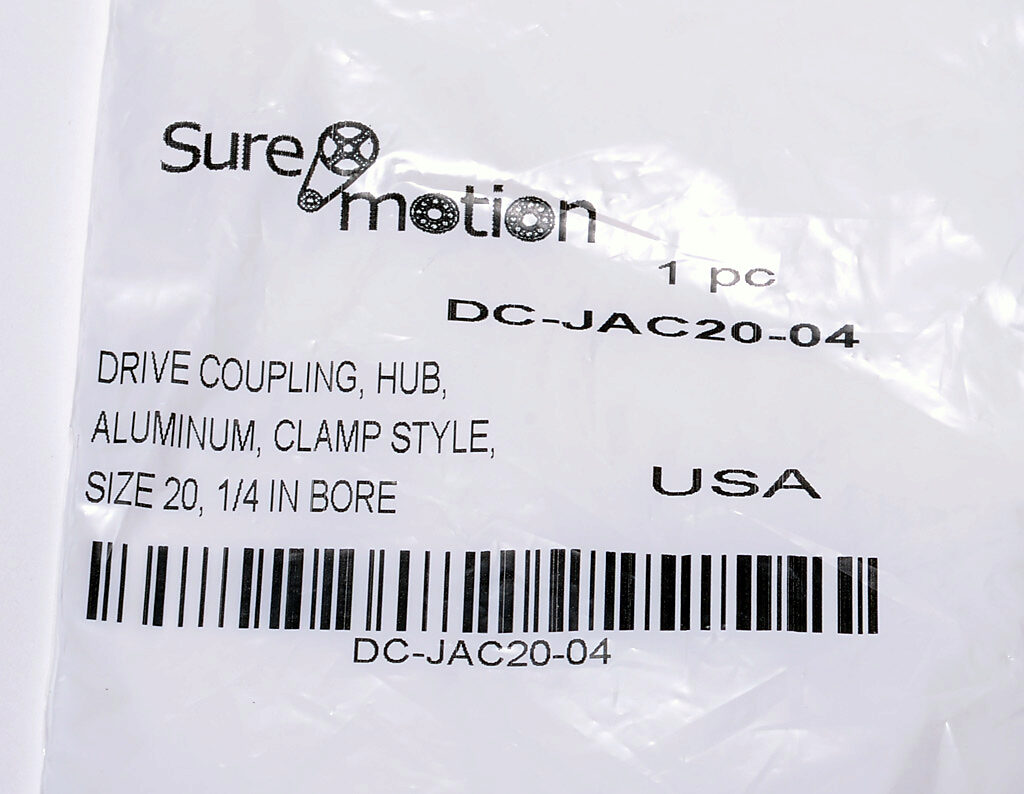 Sure
motion
1 pc
DC-JAC20-04
DRIVE COUPLING, HUB,
ALUMINUM, CLAMP STYLE,
SIZE 20, 1/4 IN BORE
USA
DC-JAC20-04